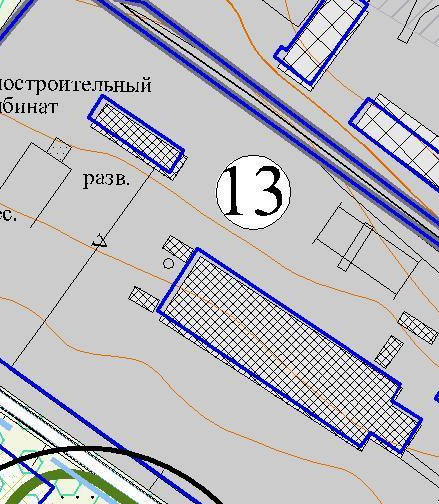 ностроительный
бинат
разв.
13
ес.